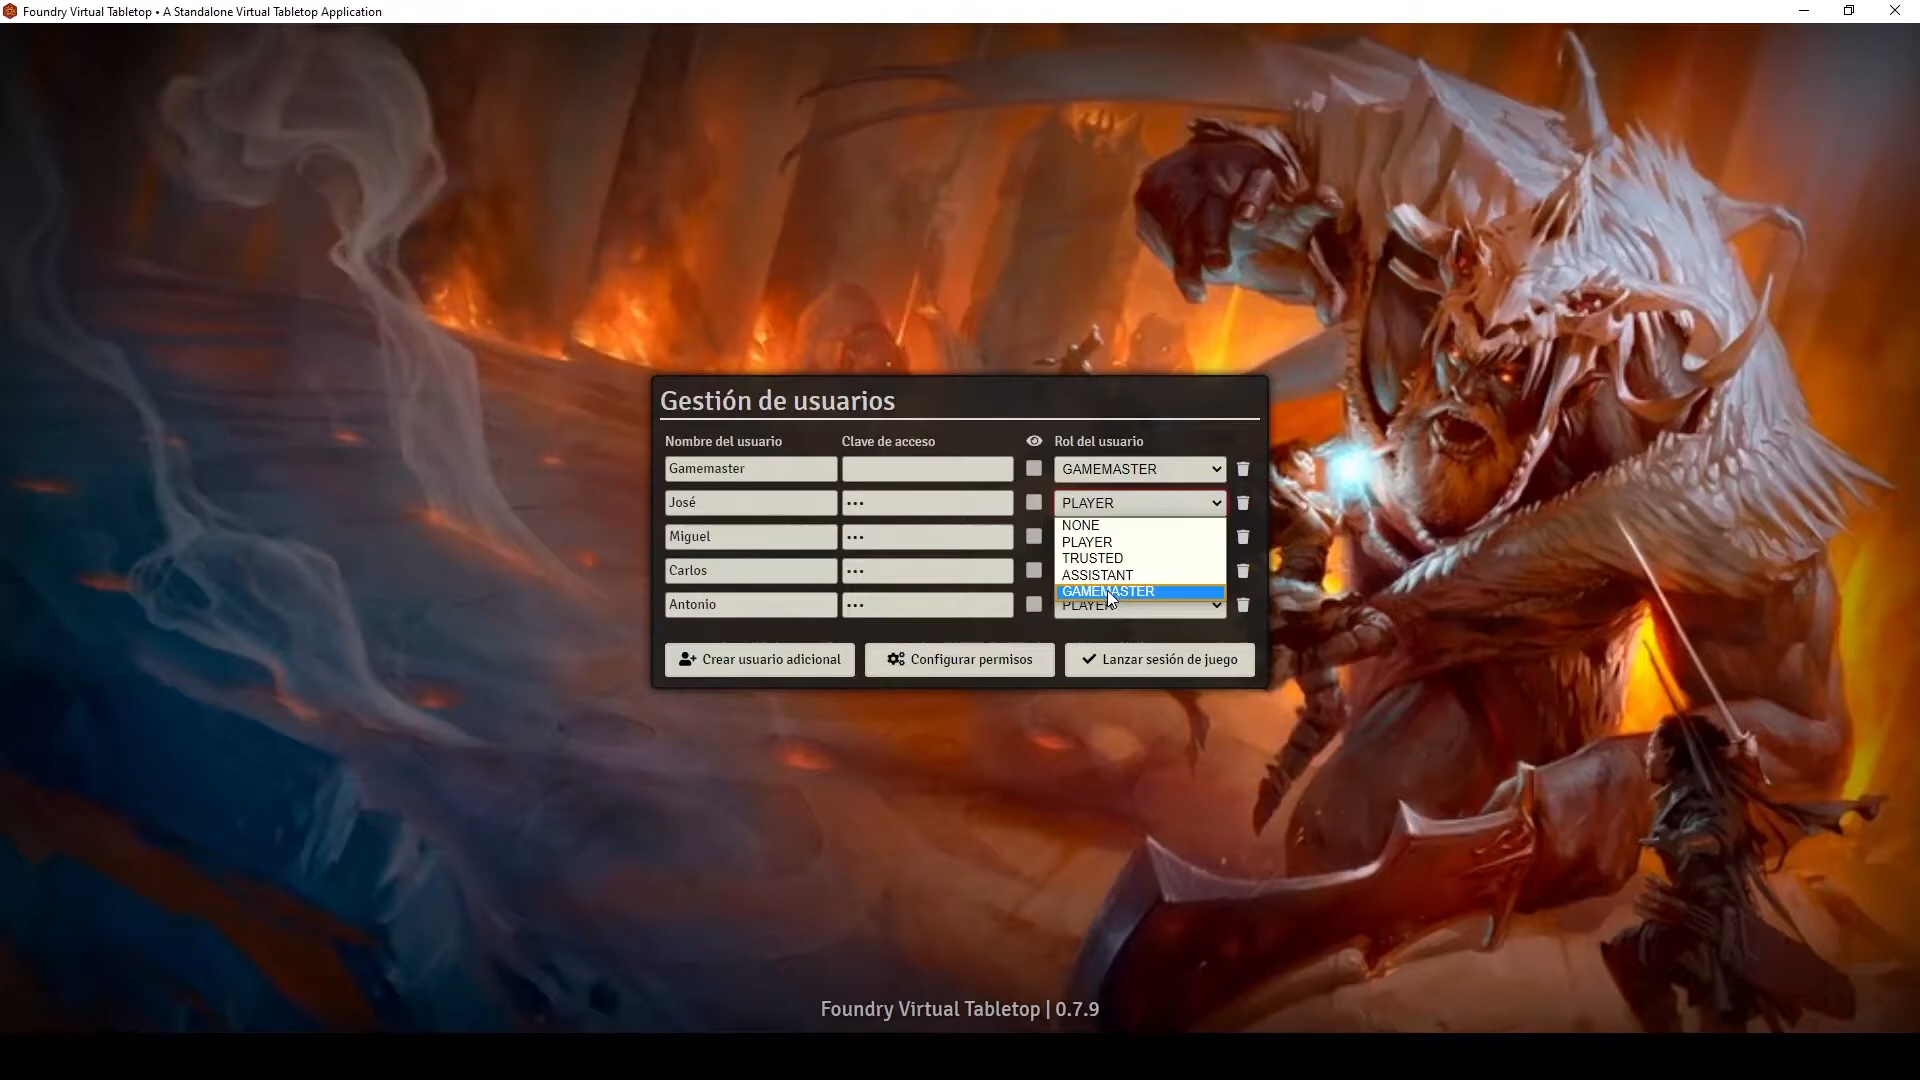 Foundry Virtual Tabletop • A Standalone Virtual Tabletop Application
Gestión de usuarios
Nombre del usuario Clave de acceso Rol del usuario
Gamemaster GAMEMASTER
José ••• PLAYER
NONE
Miguel •••
PLAYER
TRUSTED
Carlos •••
ASSISTANT
GAMEMASTER
Antonio ••• PLAYER
Crear usuario adicional Configurar permisos Lanzar sesión de juego
Foundry Virtual Tabletop | 0.7.9